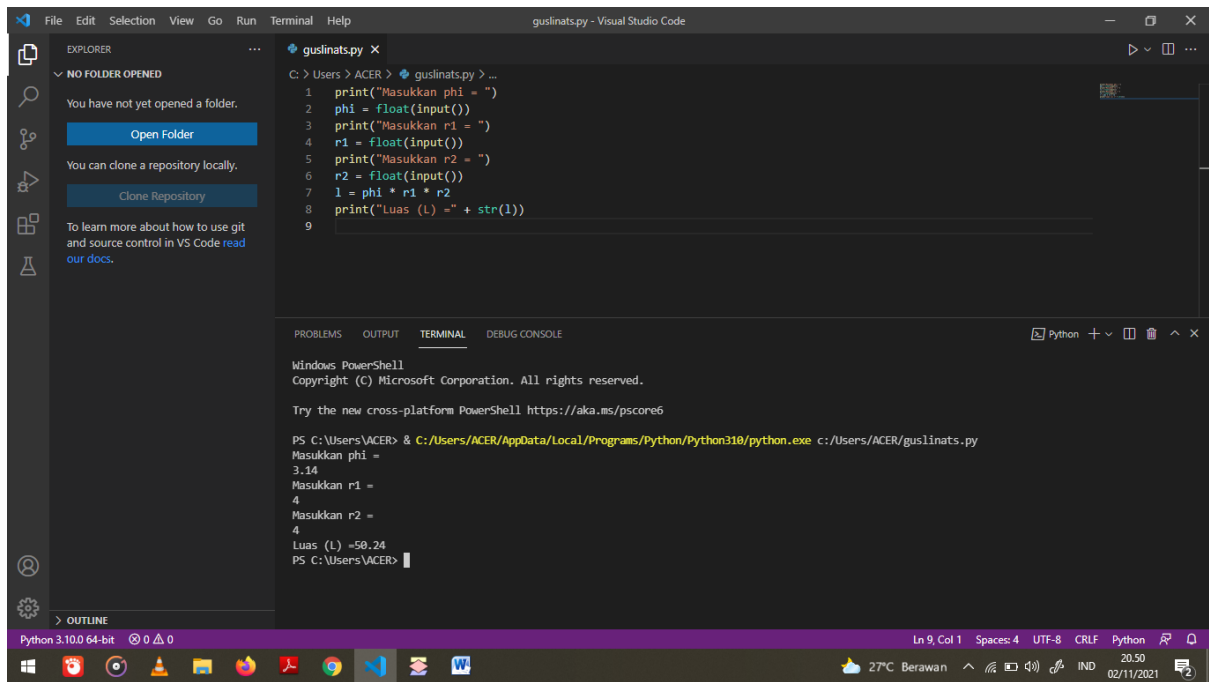 File Edit Selection View Go Run Terminal Help guslinats.py - Visual Studio Code
EXPLORER
NO FOLDER OPENED
You have not yet opened a folder.
Open Folder
You can clone a repository locally.
Clone Repository
To learn more about how to use git
and source control in VS Code read
our docs.
OUTLINE
guslinats.py
C: > Users > ACER > guslinats.py > ...
1 print("Masukkan phi = ")
2 phi = float(input())
3 print("Masukkan r1 = ")
4 r1 = float(input())
5 print("Masukkan r2 = ")
6 r2 = float(input())
7 l = phi * r1 * r2
8 print("Luas (L) =" + str(l))
9
PROBLEMS OUTPUT TERMINAL DEBUG CONSOLE Python
Windows PowerShell
Copyright (C) Microsoft Corporation. All rights reserved.
Try the new cross-platform PowerShell https://aka.ms/pscore6
PS C:\Users\ACER> & C:/Users/ACER/AppData/Local/Programs/Python/Python310/python.exe c:/Users/ACER/guslinats.py
Masukkan phi =
3.14
Masukkan r1 =
4
Masukkan r2 =
4
Luas (L) =50.24
PS C:\Users\ACER>
Python 3.10.0 64-bit 0 0 Ln 9, Col 1 Spaces: 4 UTF-8 CRLF Python
27°C Berawan IND 20.50
02/11/2021 2